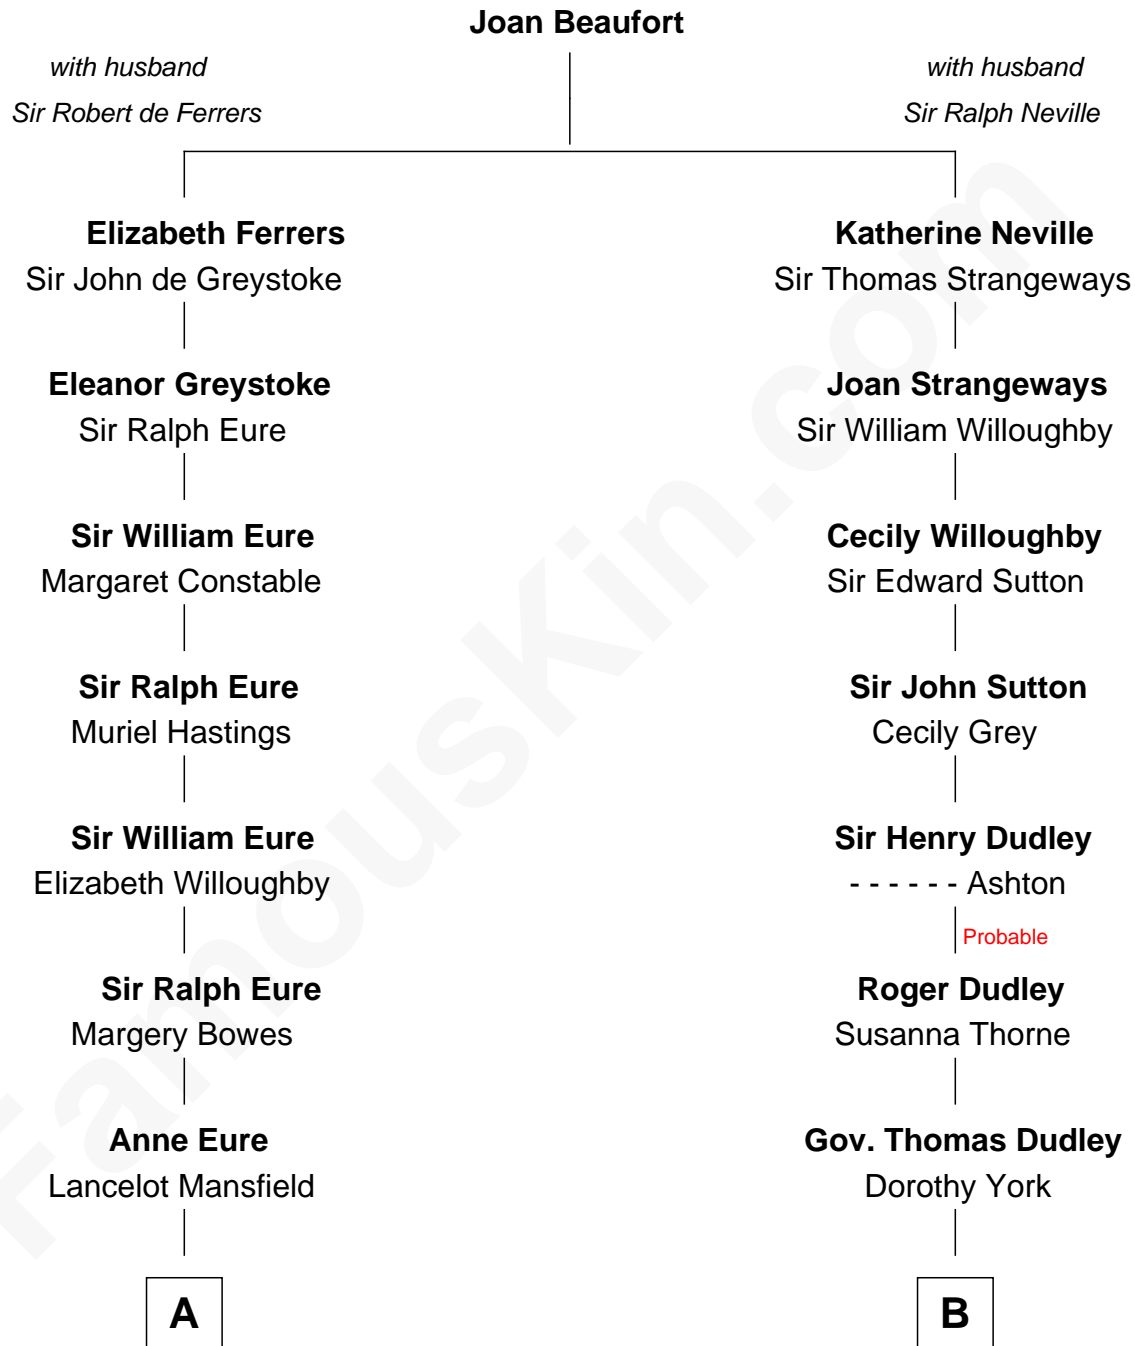 Joan Beaufort
with husband
Sir Robert de Ferrers
with husband
Sir Ralph Neville
Elizabeth Ferrers
Sir John de Greystoke
Katherine Neville
Sir Thomas Strangeways
Eleanor Greystoke
Sir Ralph Eure
Joan Strangeways
Sir William Willoughby
Sir William Eure
Margaret Constable
Cecily Willoughby
Sir Edward Sutton
Sir Ralph Eure
Muriel Hastings
Sir John Sutton
Cecily Grey
Sir William Eure
Elizabeth Willoughby
Sir Henry Dudley
- - - - - - Ashton
Probable
Sir Ralph Eure
Margery Bowes
Roger Dudley
Susanna Thorne
Anne Eure
Lancelot Mansfield
Gov. Thomas Dudley
Dorothy York
A
B
FamousKin.com